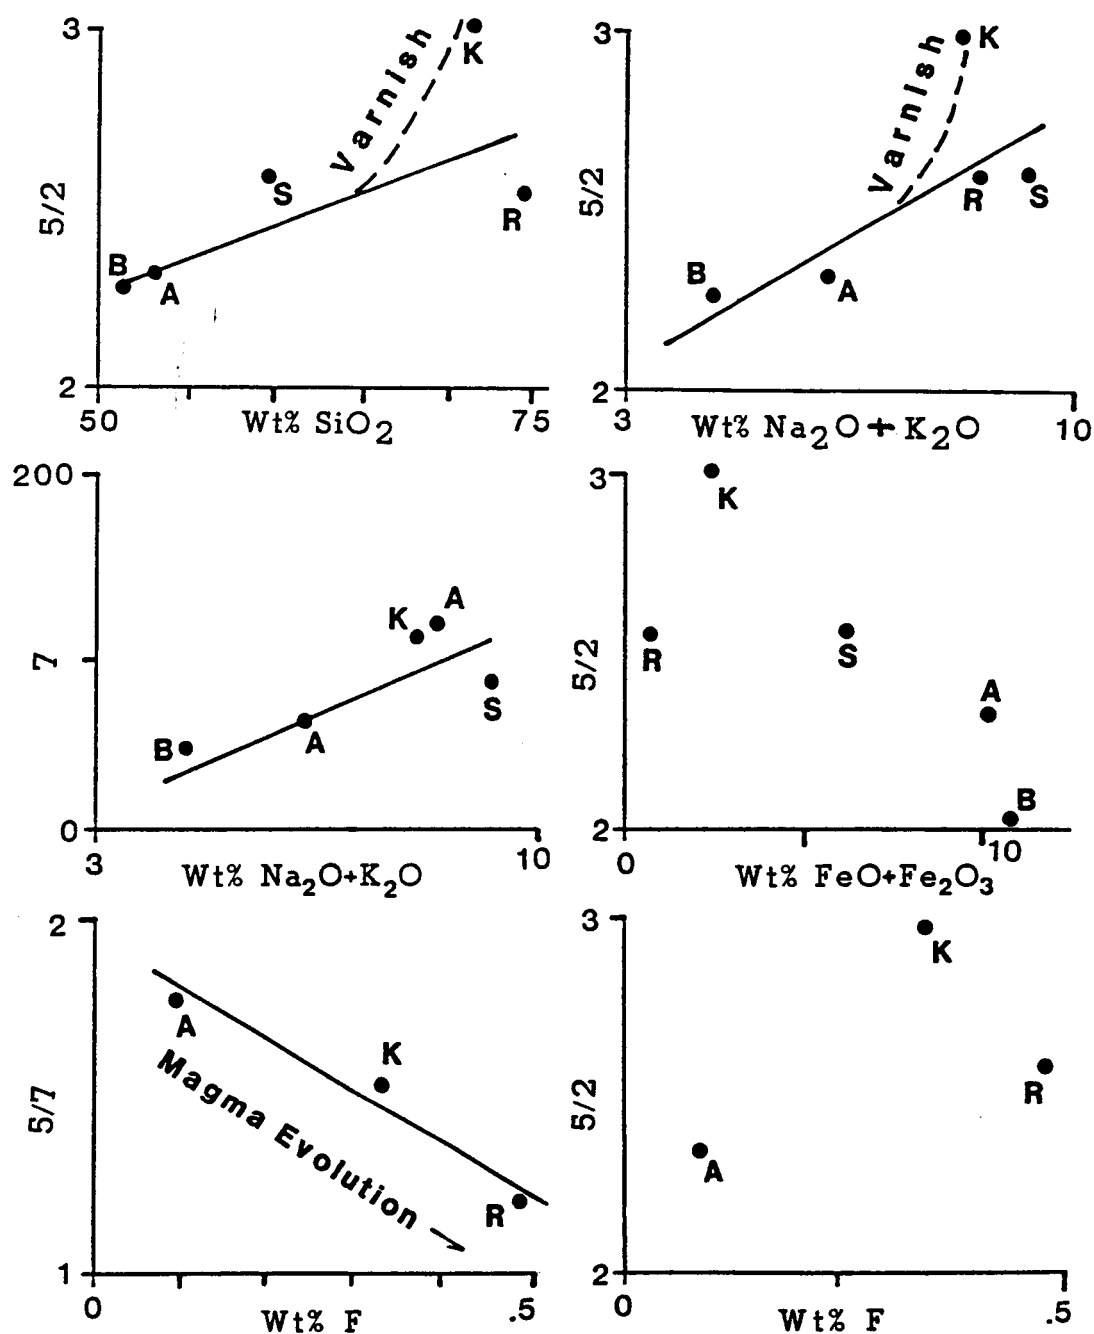 3
5/2
2
50
75
Wt% SiO2
Varnish
K
S
R
B
A
3
5/2
2
3
10
Wt% Na2O + K2O
Varnish
K
R
S
B
A
200
7
0
3
10
Wt% Na2O+K2O
K
A
S
B
A
3
5/2
2
0
10
Wt% FeO+Fe2O3
K
R
S
A
B
2
5/7
1
0
.5
Wt% F
A
K
R
Magma Evolution
3
5/2
2
0
.5
Wt% F
K
R
A